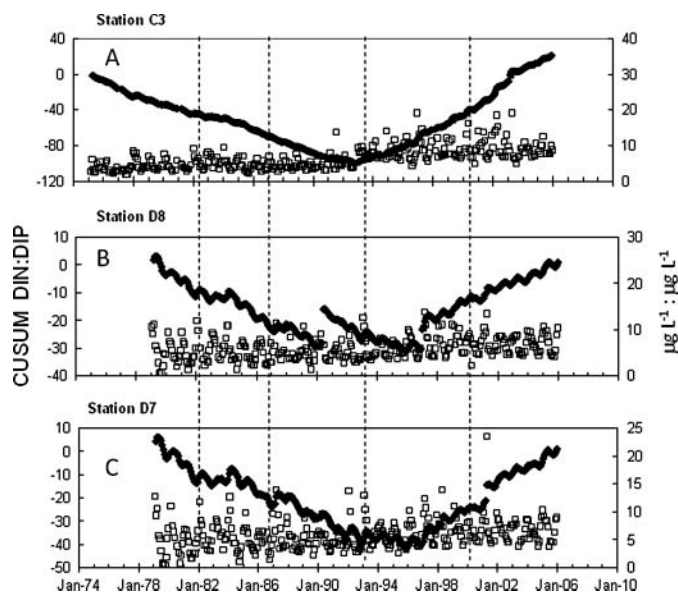 Station C3
A
40 0 -40 -80 -120
40 30 20 10 0
Station D8
B
10 0 -10 -20 -30 -40
30 25 20 15 10 5 0
Station D7
C
10 0 -10 -20 -30 -40 -50
25 20 15 10 5 0
CUSUM DIN:DIP
µg L-1 : µg L-1
Jan-74 Jan-78 Jan-82 Jan-86 Jan-90 Jan-94 Jan-98 Jan-02 Jan-06 Jan-10